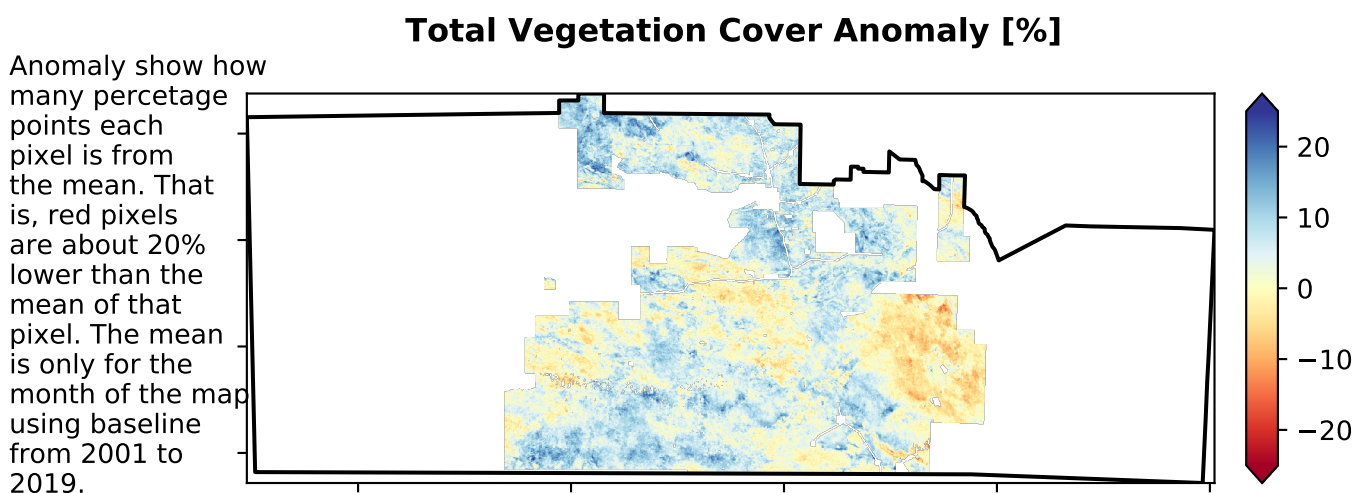 Total Vegetation Cover Anomaly [%]
Anomaly show how
many percetage
points each
pixel is from
the mean. That
is, red pixels
are about 20%
lower than the
mean of that
pixel. The mean
is only for the
month of the map
using baseline
from 2001 to
2019.
20
10
0
−10
−20